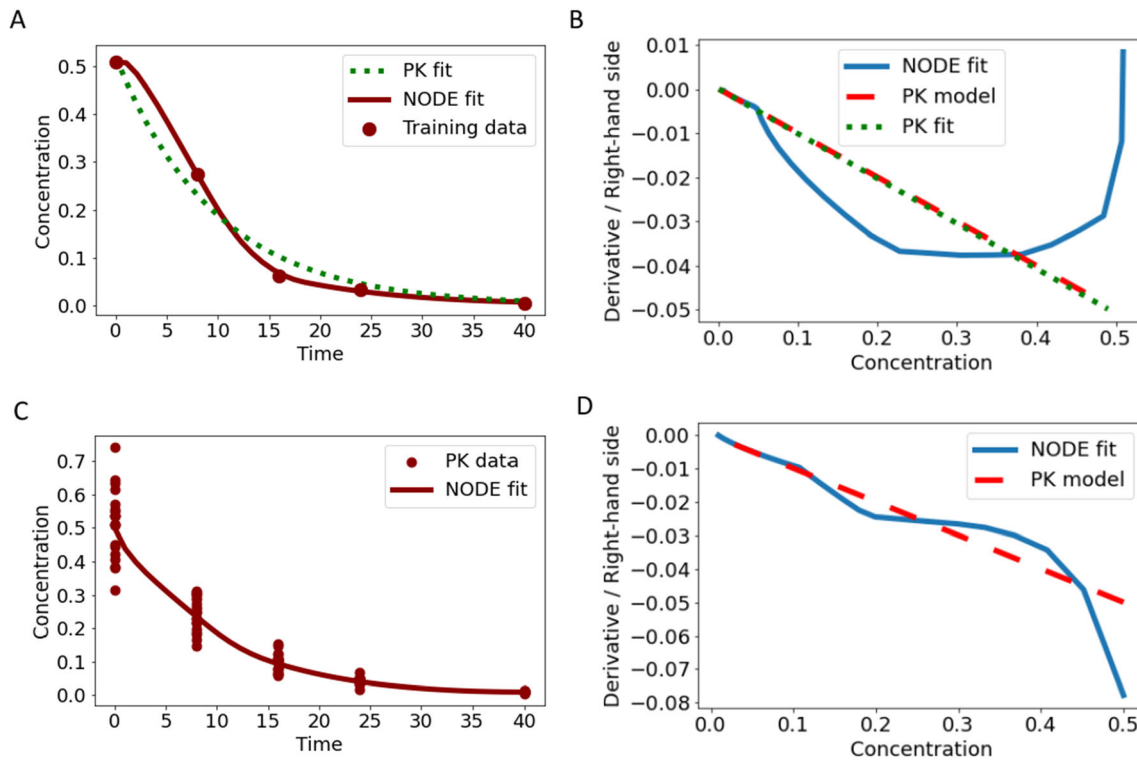 A
0.5
0.4
0.3
0.2
0.1
0.0
Concentration
0 5 10 15 20 25 30 35 40
Time
PK fit
NODE fit
Training data
B
0.01
0.00
−0.01
−0.02
−0.03
−0.04
−0.05
Derivative / Right-hand side
0.0 0.1 0.2 0.3 0.4 0.5
Concentration
NODE fit
PK model
PK fit
C
0.7
0.6
0.5
0.4
0.3
0.2
0.1
0.0
Concentration
0 5 10 15 20 25 30 35 40
Time
PK data
NODE fit
D
0.00
−0.01
−0.02
−0.03
−0.04
−0.05
−0.06
−0.07
−0.08
Derivative / Right-hand side
0.0 0.1 0.2 0.3 0.4 0.5
Concentration
NODE fit
PK model